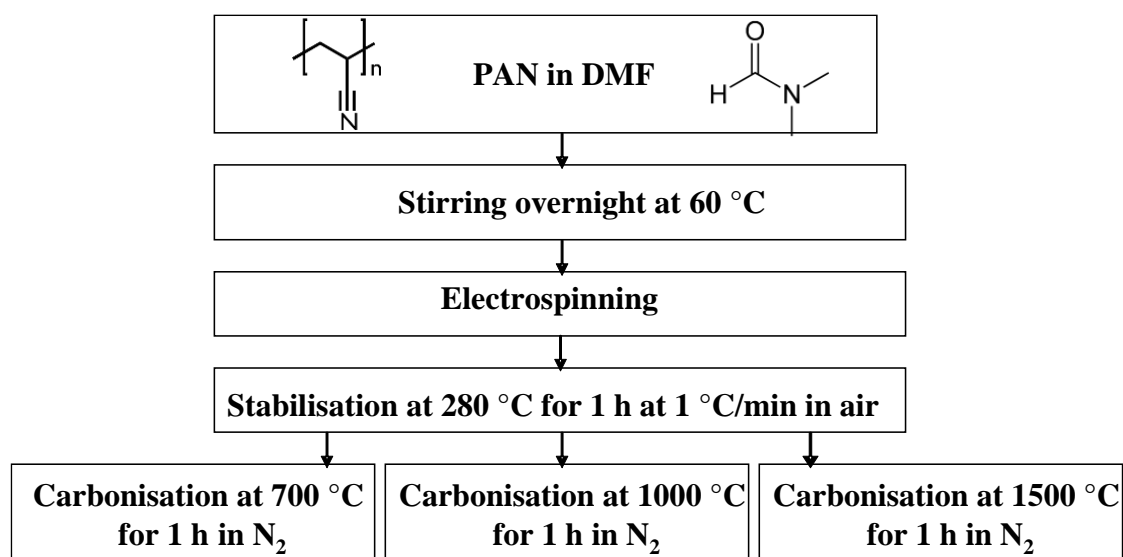 O
n
PAN in DMF
H
N
N
Stirring overnight at 60 °C
Electrospinning
Stabilisation at 280 °C for 1 h at 1 °C/min in air
Carbonisation at 700 °C
for 1 h in N₂
Carbonisation at 1000 °C
for 1 h in N₂
Carbonisation at 1500 °C
for 1 h in N₂